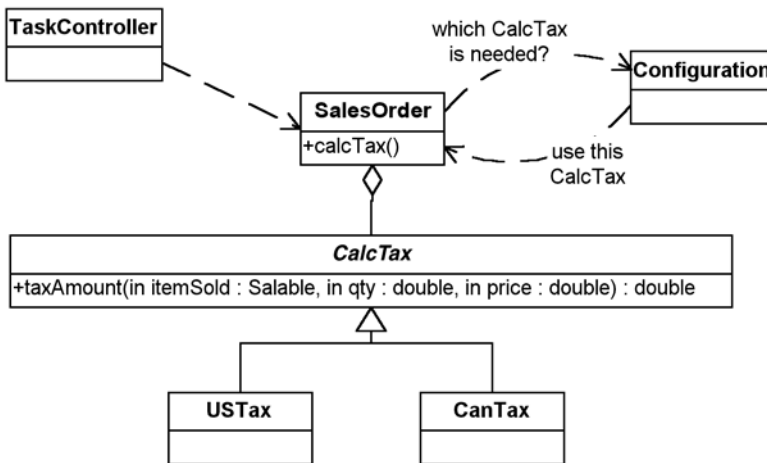 TaskController
which CalcTax
is needed?
Configuration
SalesOrder
+calcTax()
use this
CalcTax
CalcTax
+taxAmount(in itemSold : Salable, in qty : double, in price : double) : double
USTax
CanTax